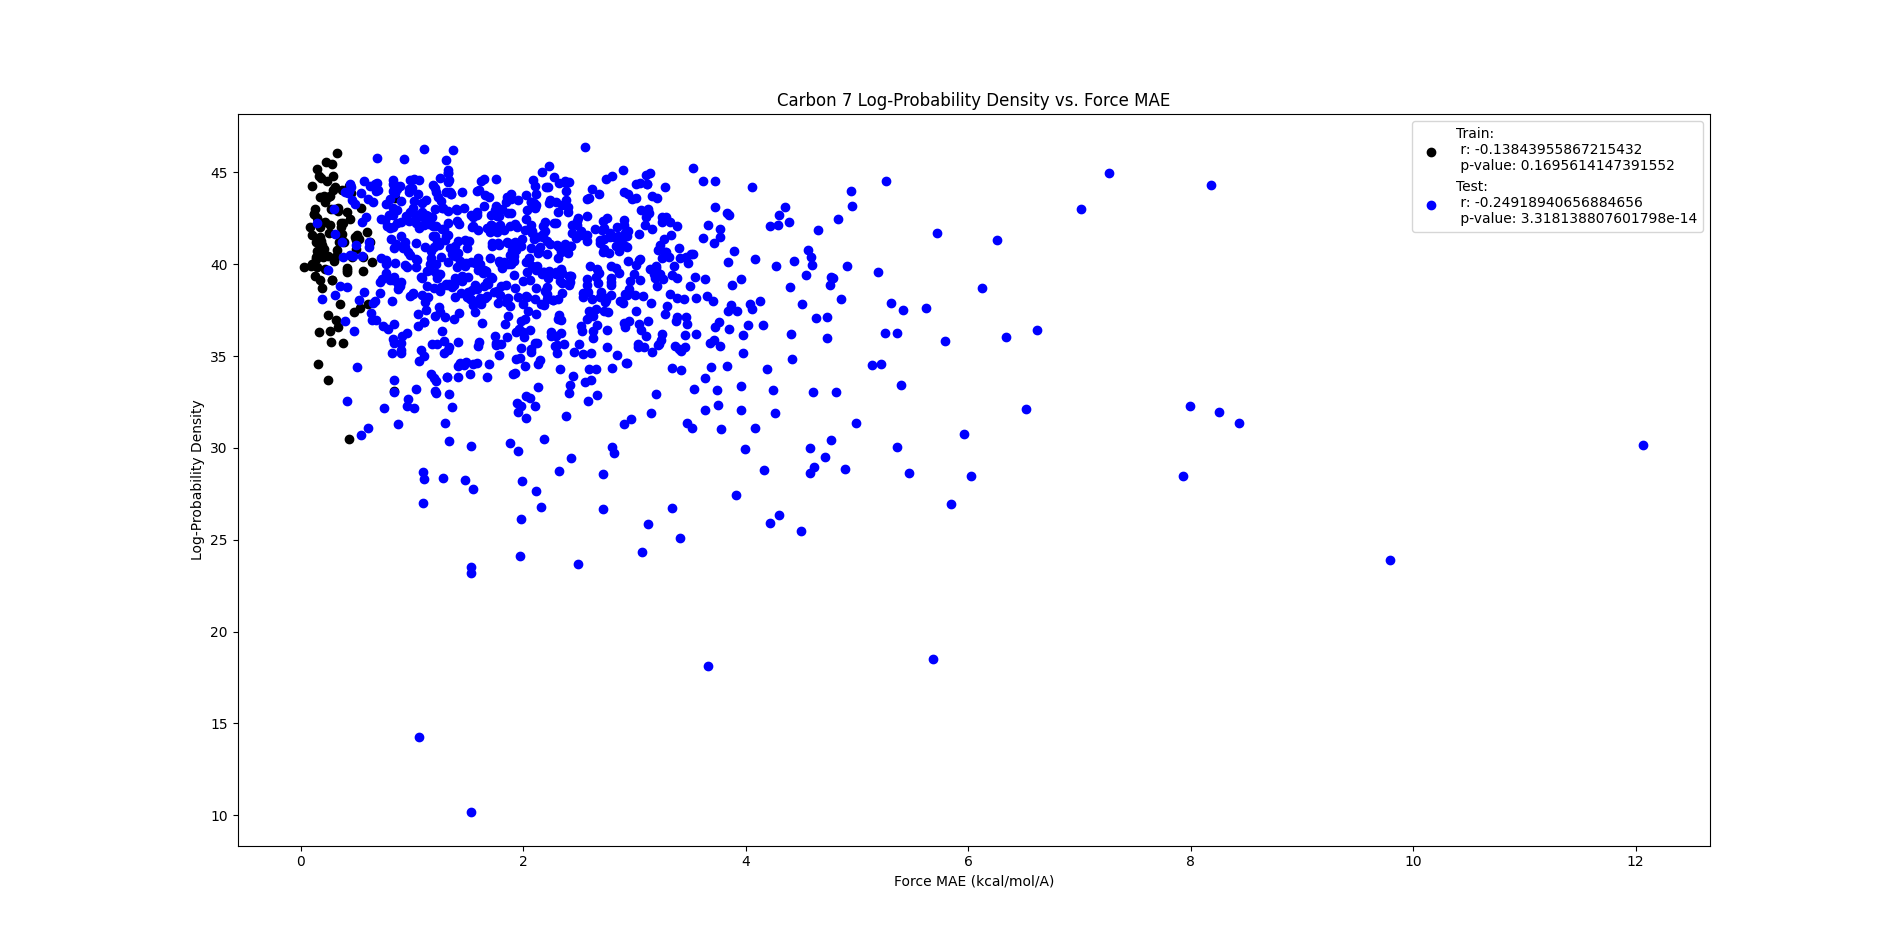 Carbon 7 Log-Probability Density vs. Force MAE
Train:
r: -0.13843955867215432
p-value: 0.1695614147391552
Test:
r: -0.24918940656884656
p-value: 3.318138807601798e-14
Log-Probability Density
45
40
35
30
25
20
15
10
0 2 4 6 8 10 12
Force MAE (kcal/mol/A)